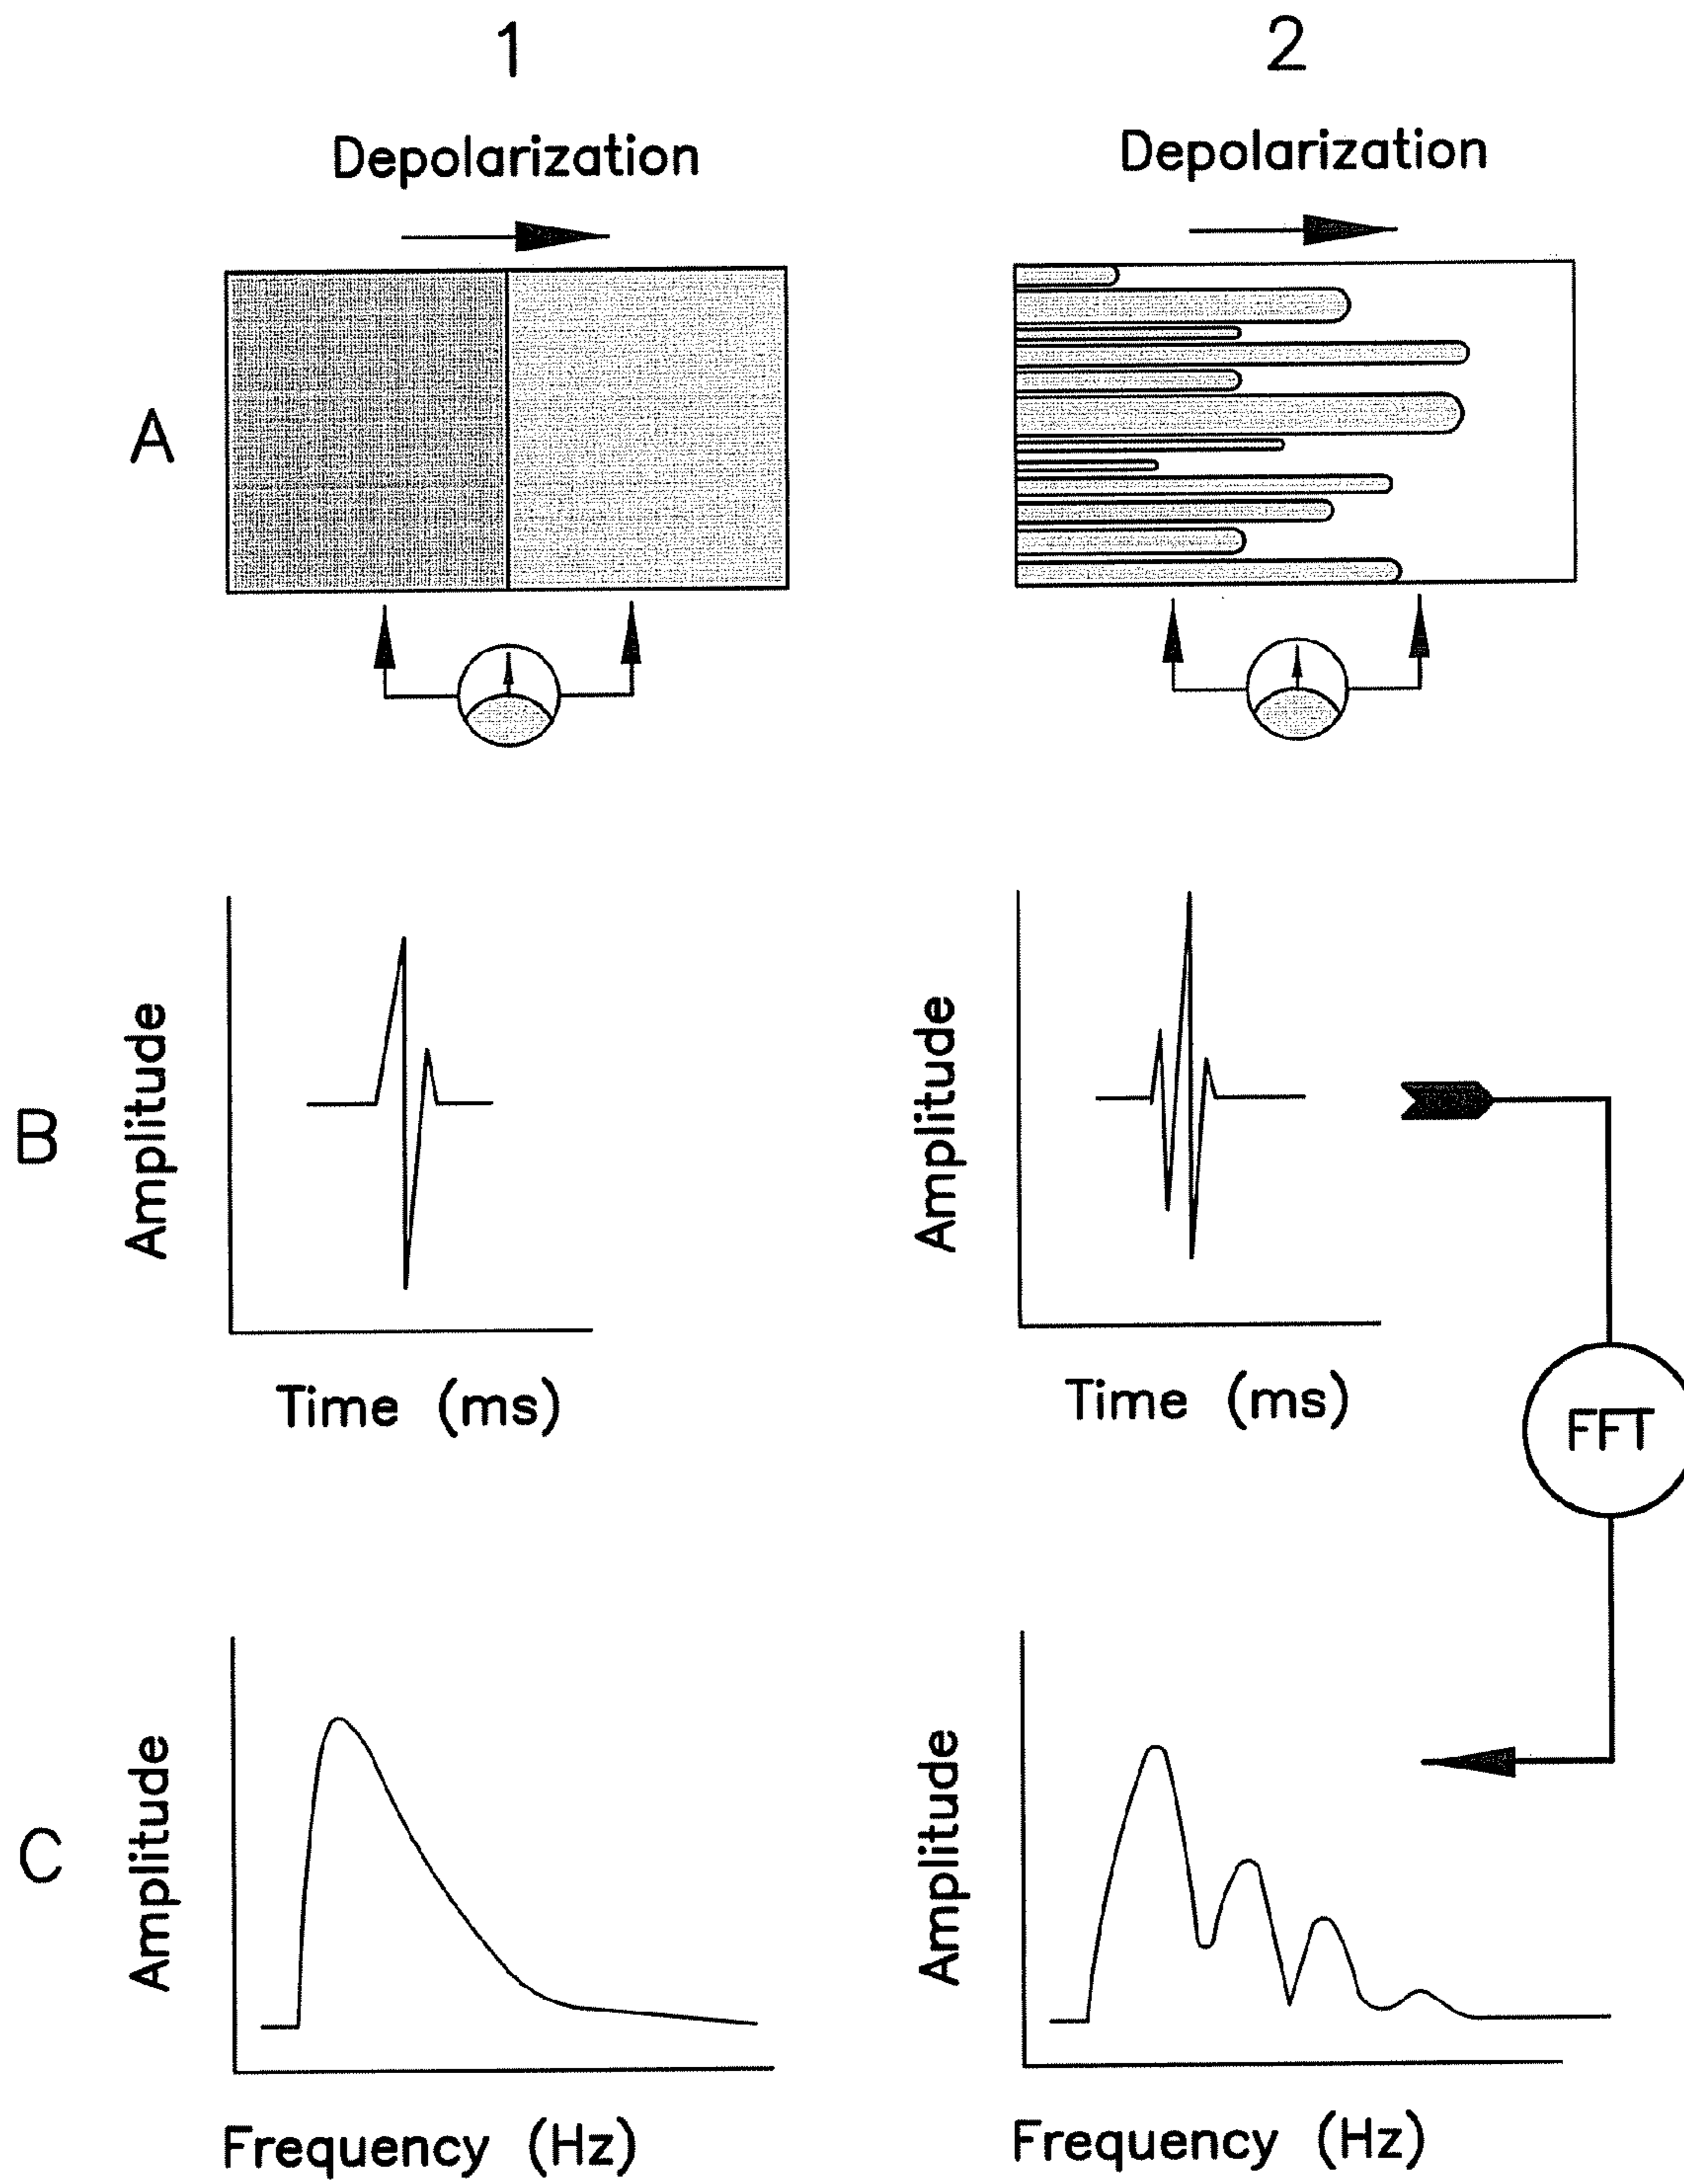 1
2
Depolarization
Depolarization
A
B
Amplitude
Amplitude
Time (ms)
Time (ms)
FFT
C
Amplitude
Amplitude
Frequency (Hz)
Frequency (Hz)